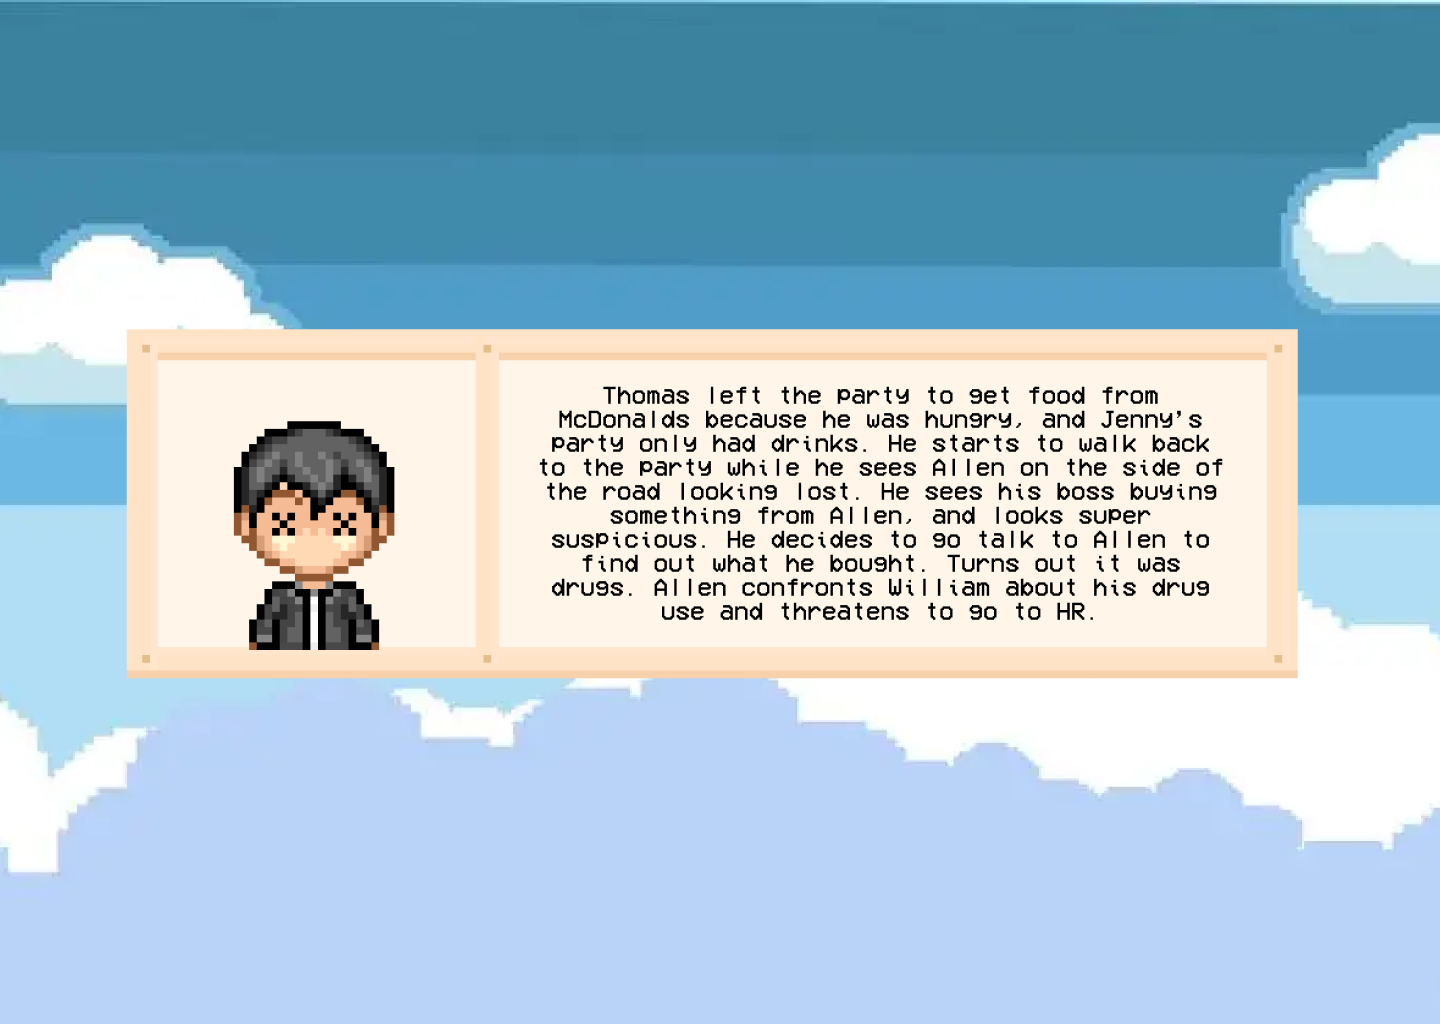 Thomas left the party to get food from
McDonalds because he was hungry, and Jenny's
party only had drinks. He starts to walk back
to the party while he sees Allen on the side of
the road looking lost. He sees his boss buying
something from Allen, and looks super
suspicious. He decides to go talk to Allen to
find out what he bought. Turns out it was
drugs. Allen confronts William about his drug
use and threatens to go to HR.